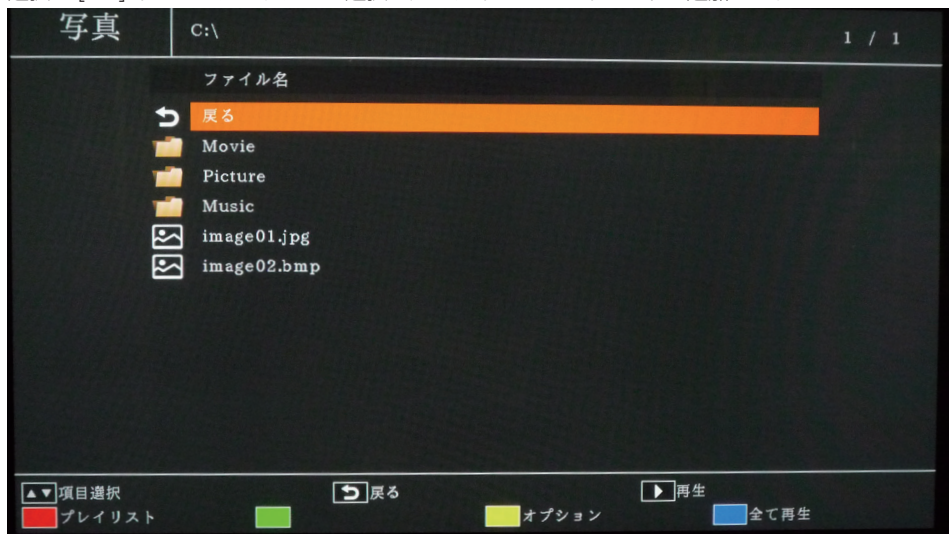 写真 C:\ 1 / 1
ファイル名
戻る
Movie
Picture
Music
image01.jpg
image02.bmp
▲▼項目選択 戻る 再生
プレイリスト オプション 全て再生